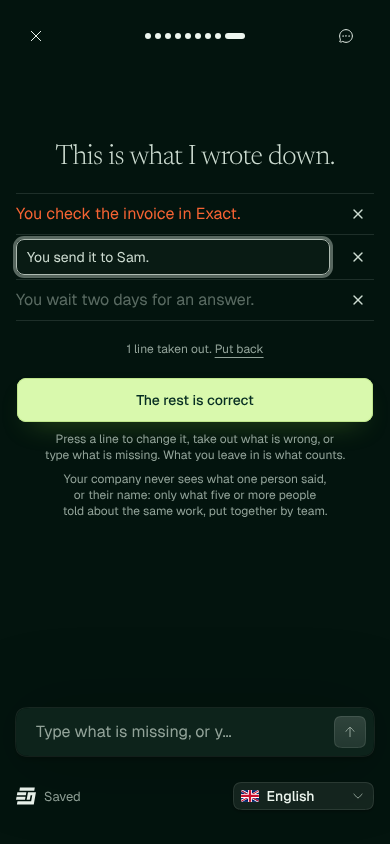 This is what I wrote down.
You check the invoice in Exact.
You send it to Sam.
You wait two days for an answer.
1 line taken out. Put back
The rest is correct
Press a line to change it, take out what is wrong, or
type what is missing. What you leave in is what counts.
Your company never sees what one person said,
or their name: only what five or more people
told about the same work, put together by team.
Type what is missing, or y...
Saved
English